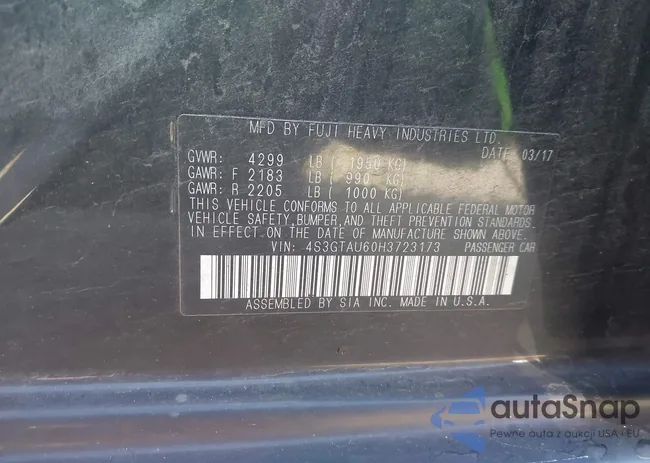 MFD BY FUJI HEAVY INDUSTRIES LTD.
GVWR: 4299 LB ( 1950 KG) DATE 03/17
GAWR: F 2183 LB ( 990 KG)
GAWR: R 2205 LB ( 1000 KG)
THIS VEHICLE CONFORMS TO ALL APPLICABLE FEDERAL MOTOR
VEHICLE SAFETY, BUMPER, AND THEFT PREVENTION STANDARDS
IN EFFECT ON THE DATE OF MANUFACTURE SHOWN ABOVE.
VIN: 4S3GTAU60H3723173 PASSENGER CAR
ASSEMBLED BY SIA INC. MADE IN U.S.A.
autoSnap
Pewne auta z aukcji USA i EU